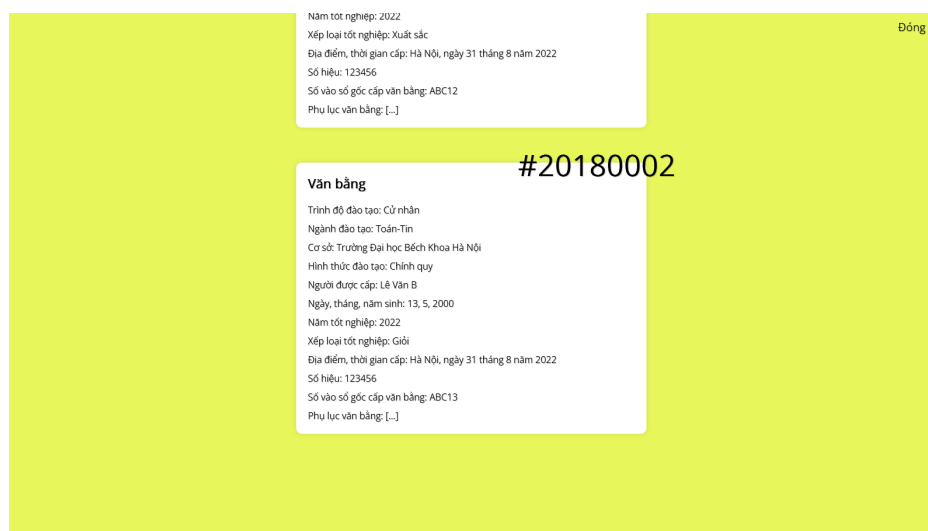 Năm tốt nghiệp: 2022
Xếp loại tốt nghiệp: Xuất sắc
Địa điểm, thời gian cấp: Hà Nội, ngày 31 tháng 8 năm 2022
Số hiệu: 123456
Số vào sổ gốc cấp văn bằng: ABC12
Phụ lục văn bằng: [...]
Đóng
#20180002
Văn bằng
Trình độ đào tạo: Cử nhân
Ngành đào tạo: Toán-Tin
Cơ sở: Trường Đại học Bếch Khoa Hà Nội
Hình thức đào tạo: Chính quy
Người được cấp: Lê Văn B
Ngày, tháng, năm sinh: 13, 5, 2000
Năm tốt nghiệp: 2022
Xếp loại tốt nghiệp: Giỏi
Địa điểm, thời gian cấp: Hà Nội, ngày 31 tháng 8 năm 2022
Số hiệu: 123456
Số vào sổ gốc cấp văn bằng: ABC13
Phụ lục văn bằng: [...]